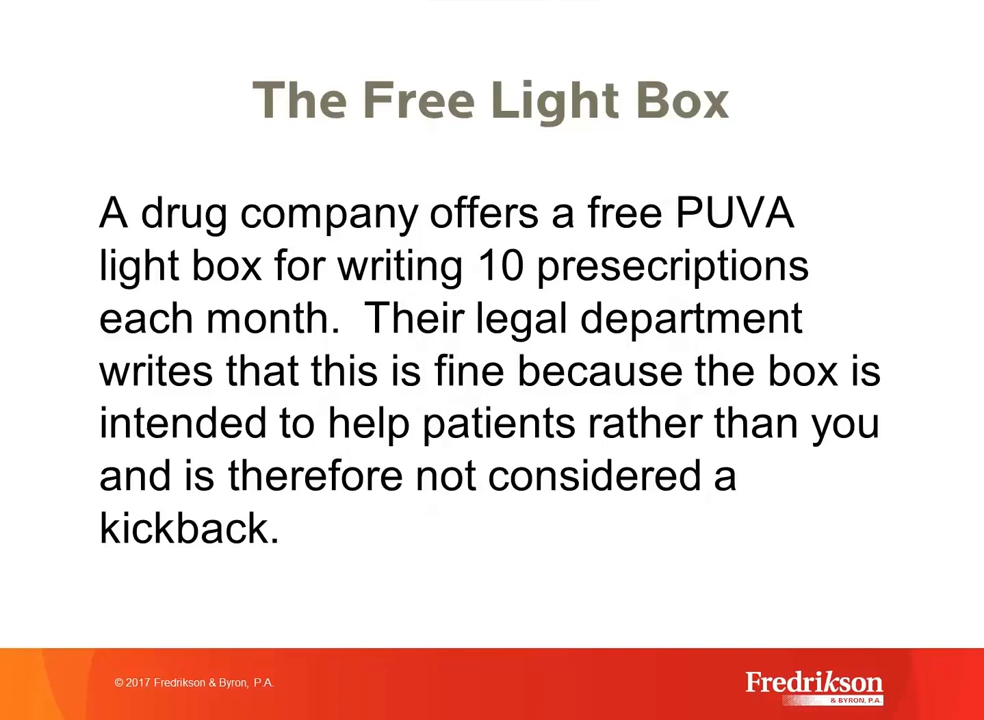 The Free Light Box
A drug company offers a free PUVA
light box for writing 10 presecriptions
each month.  Their legal department
writes that this is fine because the box is
intended to help patients rather than you
and is therefore not considered a
kickback.
© 2017 Fredrikson & Byron, P.A.
Fredrikson
& BYRON, P.A.